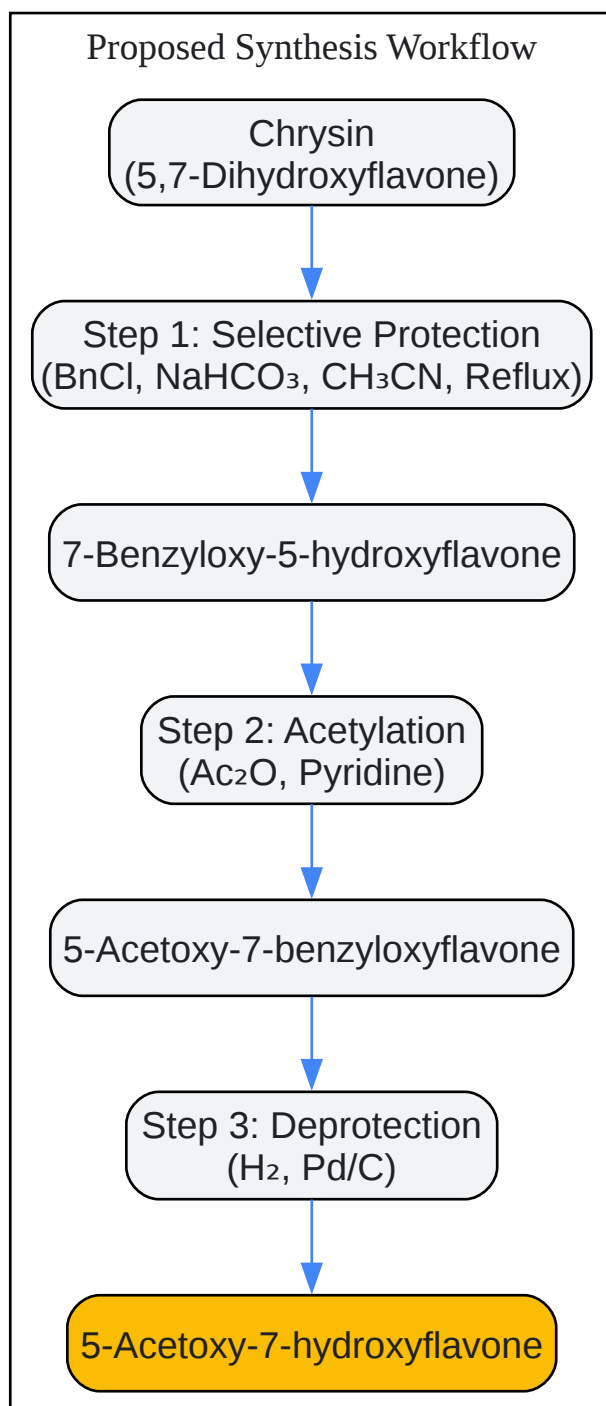 Proposed Synthesis Workflow
Chrysin
(5,7-Dihydroxyflavone)
Step 1: Selective Protection
(BnCl, NaHCO₃, CH₃CN, Reflux)
7-Benzyloxy-5-hydroxyflavone
Step 2: Acetylation
(Ac₂O, Pyridine)
5-Acetoxy-7-benzyloxyflavone
Step 3: Deprotection
(H₂, Pd/C)
5-Acetoxy-7-hydroxyflavone